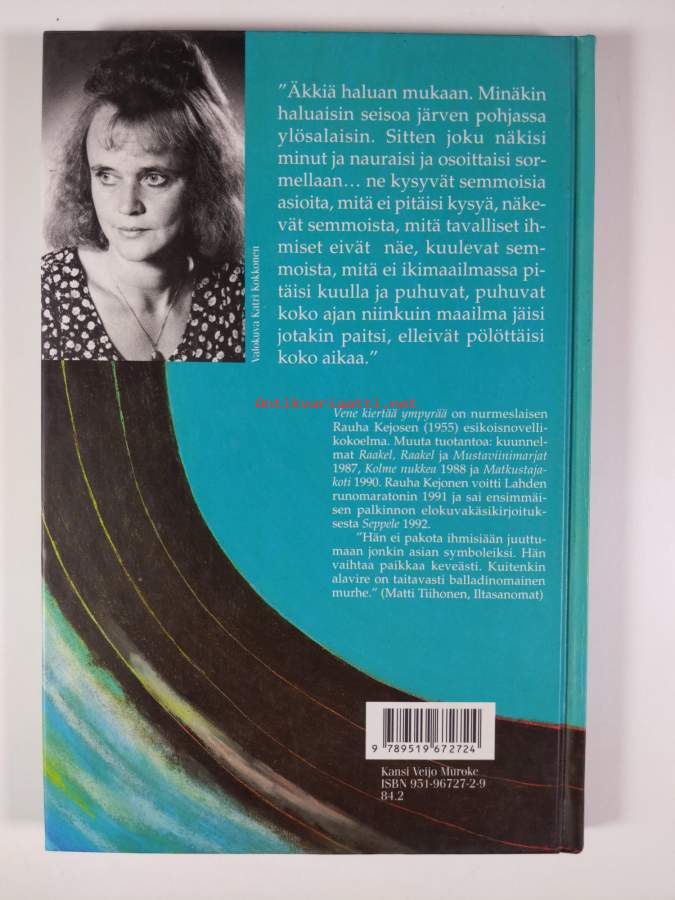 "Äkkiä haluan mukaan. Minäkin
haluaisin seisoa järven pohjassa
ylösalaisin. Sitten joku näkisi
minut ja nauraisi ja osoittaisi sor-
mellaan... ne kysyvät semmoisia
asioita, mitä ei pitäisi kysyä, näke-
vät semmoista, mitä tavalliset ih-
miset eivät näe, kuulevat sem-
moista, mitä ei ikimaailmassa pi-
täisi kuulla ja puhuvat, puhuvat
koko ajan niinkuin maailma jäisi
jotakin paitsi, elleivät pölöttäisi
koko aikaa."
Valokuva Katri Kokkonen
antikvariaatti.net
Vene kiertää ympyrää on nurmeslaisen
Rauha Kejosen (1955) esikoisnovelli-
kokoelma. Muuta tuotantoa: kuunnel-
mat Raakel, Raakel ja Mustaviinimarjat
1987, Kolme nukkea 1988 ja Matkustaja-
koti 1990. Rauha Kejonen voitti Lahden
runomaratonin 1991 ja sai ensimmäi-
sen palkinnon elokuvakäsikirjoituk-
sesta Seppele 1992.
"Hän ei pakota ihmisiään juuttu-
maan jonkin asian symboleiksi. Hän
vaihtaa paikkaa keveästi. Kuitenkin
alavire on taitavasti balladinomainen
murhe." (Matti Tiihonen, Iltasanomat)
9 789519 672724
Kansi Veijo Muroke
ISBN 951-96727-2-9
84.2